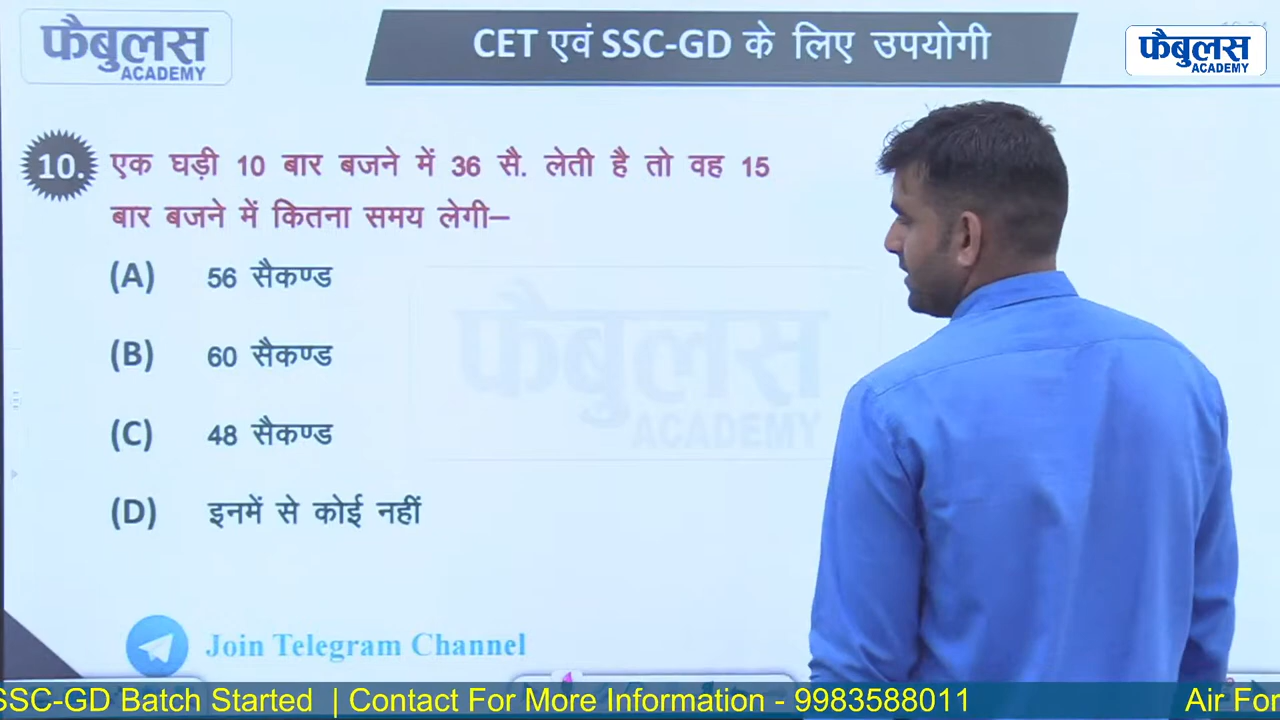 फैबुलस
ACADEMY
CET एवं SSC-GD के लिए उपयोगी
फैबुलस
ACADEMY
10. एक घड़ी 10 बार बजने में 36 सै. लेती है तो वह 15
बार बजने में कितना समय लेगी–
(A) 56 सैकण्ड
(B) 60 सैकण्ड
(C) 48 सैकण्ड
(D) इनमें से कोई नहीं
फैबुलस
ACADEMY
Join Telegram Channel
SSC-GD Batch Started | Contact For More Information - 9983588011
Air For